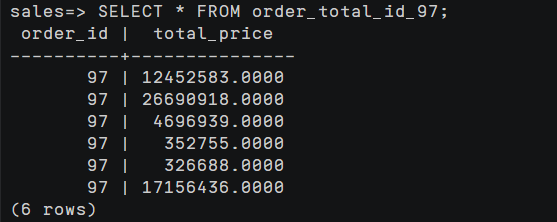 sales=> SELECT * FROM order_total_id_97;
 order_id |  total_price
----------+---------------
       97 | 12452583.0000
       97 | 26690918.0000
       97 |  4696939.0000
       97 |   352755.0000
       97 |   326688.0000
       97 | 17156436.0000
(6 rows)